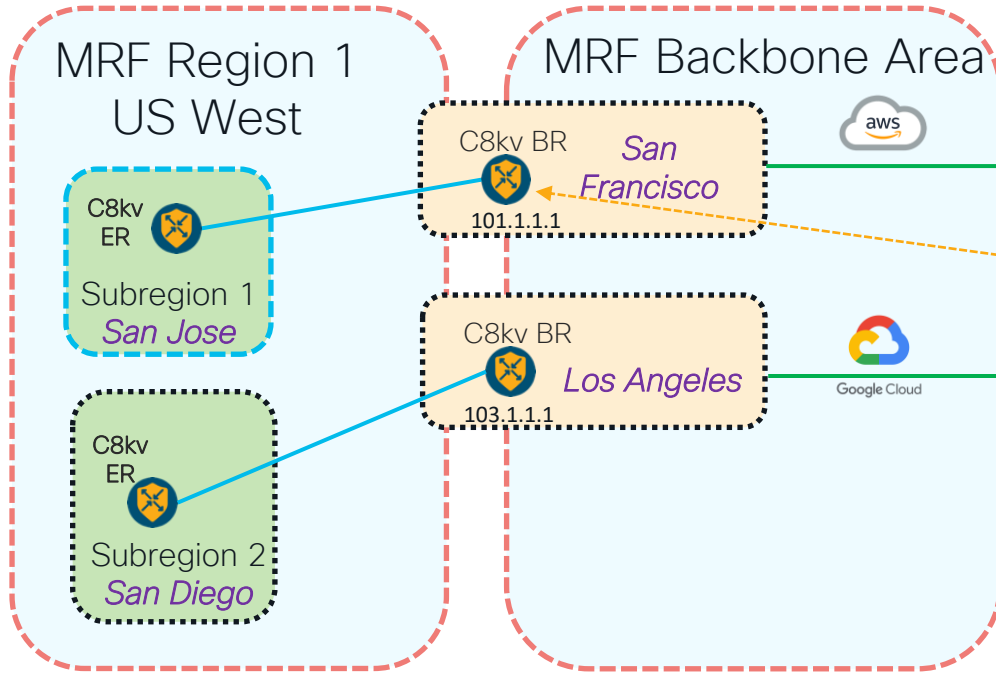 MRF Region 1
US West
MRF Backbone Area
aws
C8kv BR
San
Francisco
101.1.1.1
C8kv
ER
Subregion 1
San Jose
C8kv BR
Los Angeles
103.1.1.1
Google Cloud
C8kv
ER
Subregion 2
San Diego